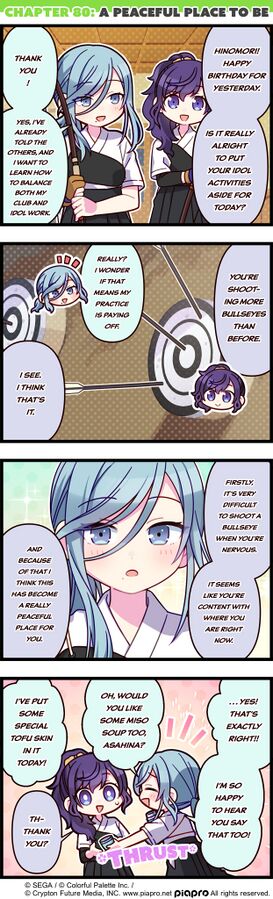 CHAPTER 80: A PEACEFUL PLACE TO BE
HINOMORI!!
HAPPY
BIRTHDAY FOR
YESTERDAY.
IS IT REALLY
ALRIGHT
TO PUT
YOUR IDOL
ACTIVITIES
ASIDE FOR
TODAY?
THANK
YOU
!
YES, I'VE
ALREADY
TOLD THE
OTHERS, AND
I WANT TO
LEARN HOW
TO BALANCE
BOTH MY
CLUB AND
IDOL WORK.
YOU'RE
SHOOT-
ING MORE
BULLSEYES
THAN
BEFORE.
REALLY?
I WONDER
IF THAT
MEANS MY
PRACTICE
IS PAYING
OFF.
I SEE.
I THINK
THAT'S
IT.
FIRSTLY,
IT'S VERY
DIFFICULT
TO SHOOT A
BULLSEYE
WHEN YOU'RE
NERVOUS.
IT SEEMS
LIKE YOU'RE
CONTENT WITH
WHERE YOU
ARE RIGHT
NOW.
AND
BECAUSE
OF THAT I
THINK THIS
HAS BECOME
A REALLY
PEACEFUL
PLACE FOR
YOU.
. . . YES!
THAT'S
EXACTLY
RIGHT!!
I'M SO
HAPPY
TO HEAR
YOU SAY
THAT TOO!
OH, WOULD
YOU LIKE
SOME MISO
SOUP TOO,
ASAHINA?
I'VE PUT
SOME
SPECIAL
TOFU SKIN
IN IT
TODAY!
*THRUST*
TH-
THANK
YOU?
© SEGA / © Colorful Palette Inc. /
© Crypton Future Media, INC. www.piapro.net piapro All rights reserved.